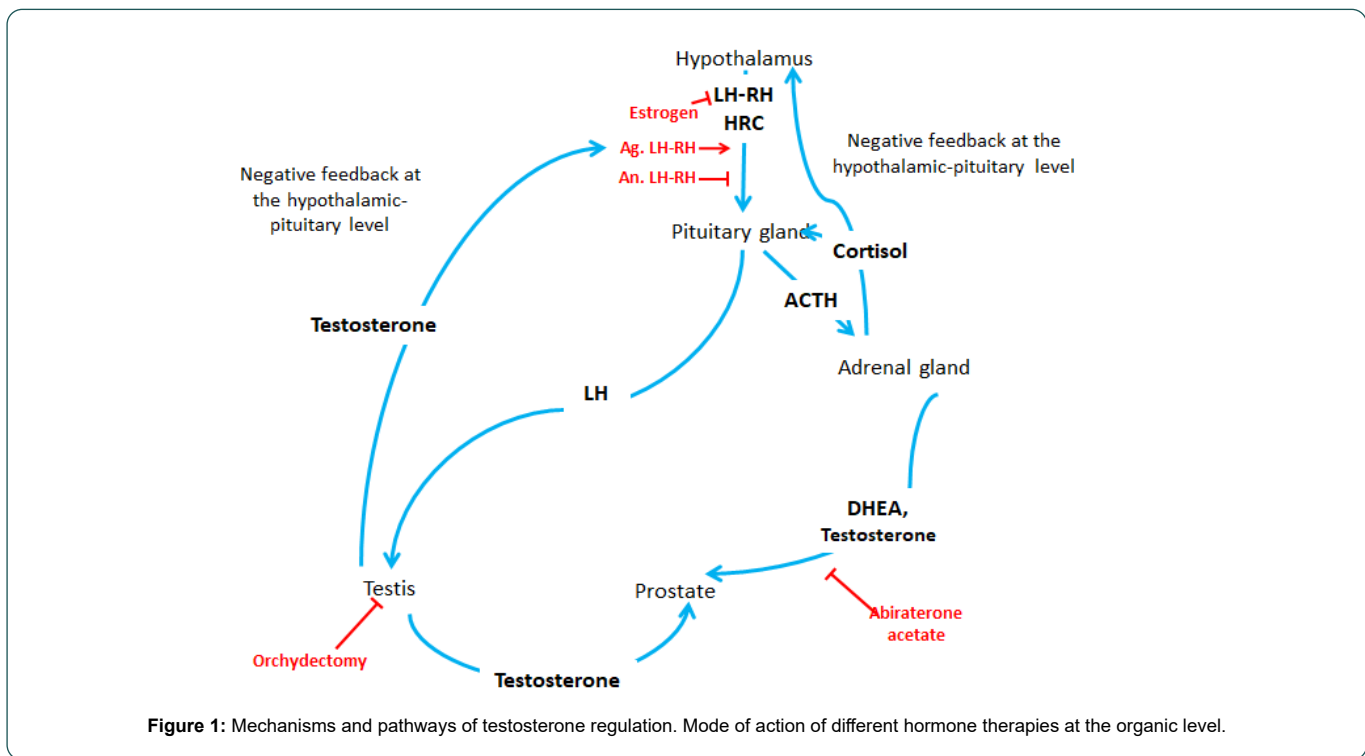 Hypothalamus
LH-RH
Estrogen
HRC
Ag. LH-RH
An. LH-RH
Negative feedback at the
hypothalamic-pituitary level
Negative feedback at
the hypothalamic-
pituitary level
Pituitary gland
Cortisol
ACTH
Testosterone
Adrenal gland
LH
DHEA,
Testosterone
Testis
Prostate
Abiraterone
acetate
Orchydectomy
Testosterone
Figure 1: Mechanisms and pathways of testosterone regulation. Mode of action of different hormone therapies at the organic level.